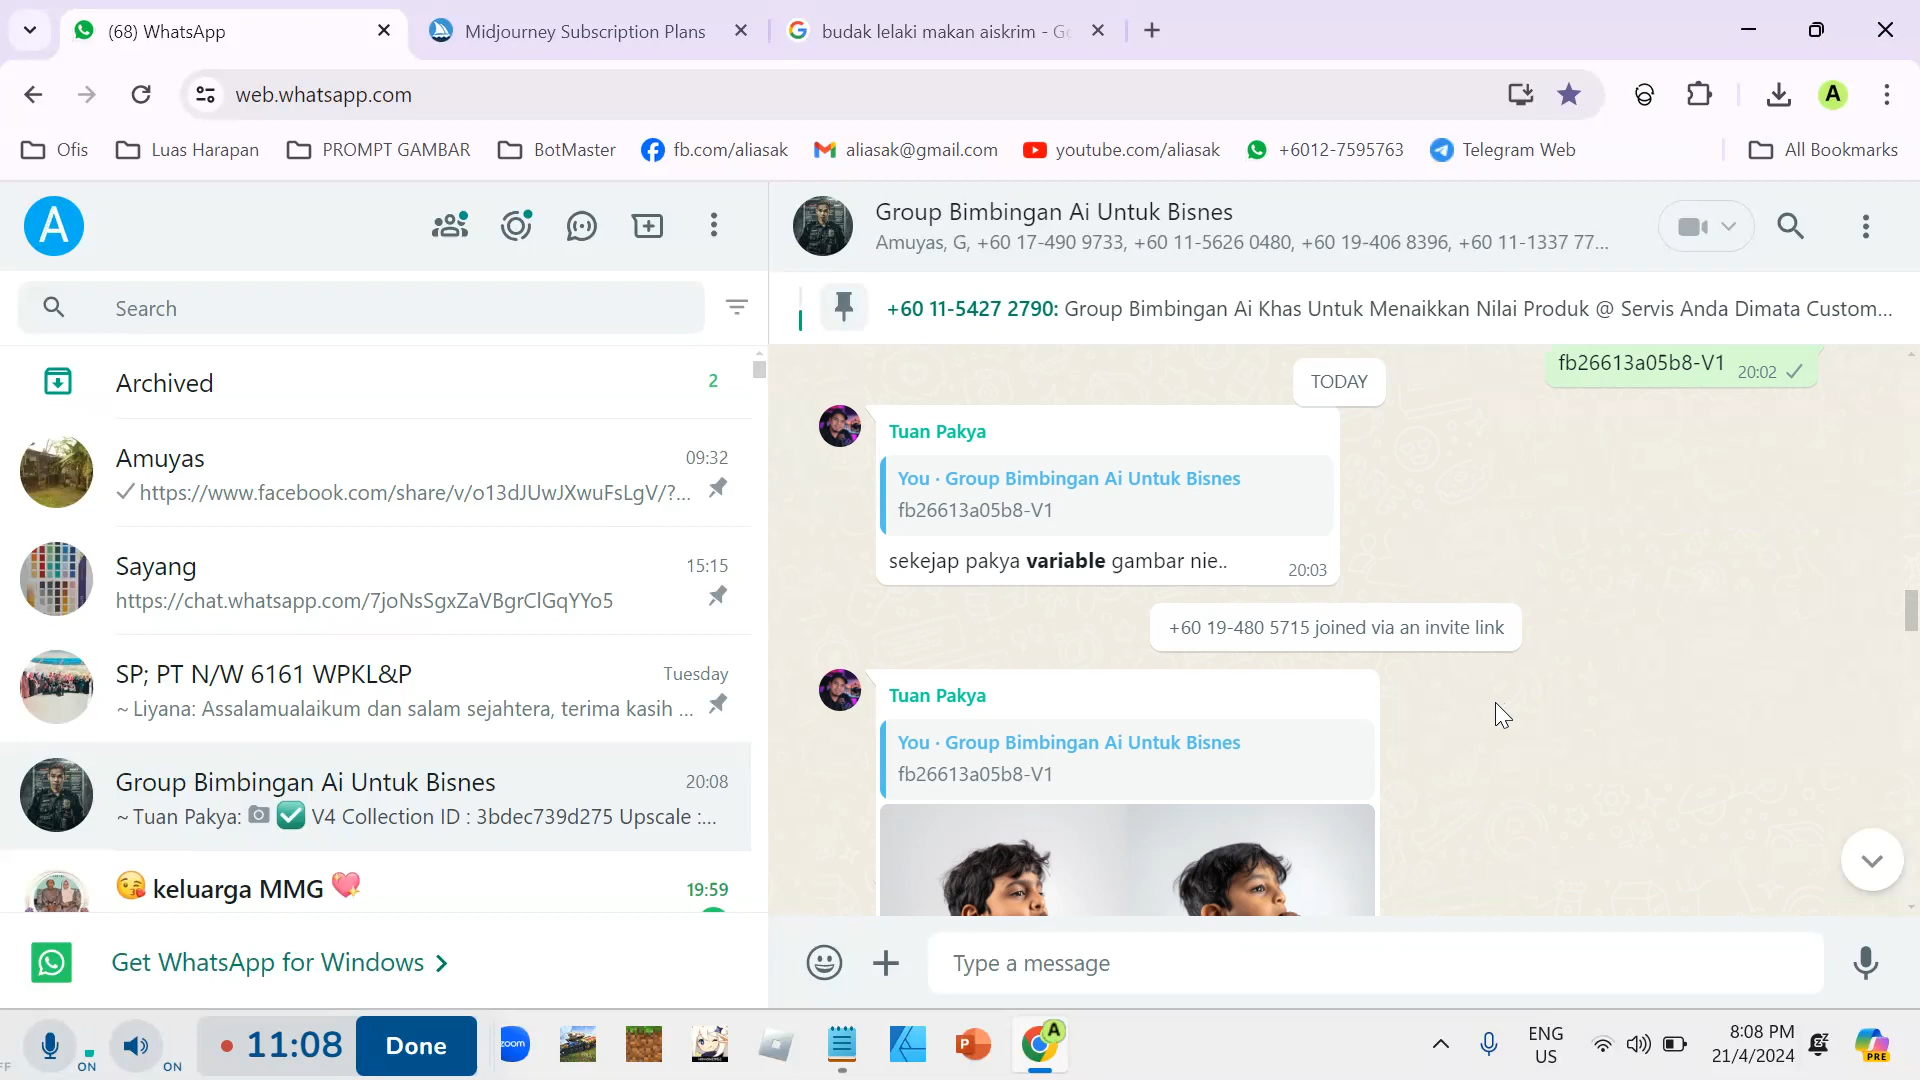 (68) WhatsApp
Midjourney Subscription Plans
budak lelaki makan aiskrim - Go
web.whatsapp.com
A
Ofis
Luas Harapan
PROMPT GAMBAR
BotMaster
fb.com/aliasak
aliasak@gmail.com
youtube.com/aliasak
+6012-7595763
Telegram Web
All Bookmarks
A
Group Bimbingan Ai Untuk Bisnes
Amuyas, G, +60 17-490 9733, +60 11-5626 0480, +60 19-406 8396, +60 11-1337 77...
Search
+60 11-5427 2790: Group Bimbingan Ai Khas Untuk Menaikkan Nilai Produk @ Servis Anda Dimata Custom...
Archived
2
Amuyas
09:32
https://www.facebook.com/share/v/o13dJUwJXwuFsLgV/?...
Sayang
15:15
https://chat.whatsapp.com/7joNsSgxZaVBgrClGqYYo5
SP; PT N/W 6161 WPKL&P
Tuesday
~ Liyana: Assalamualaikum dan salam sejahtera, terima kasih ...
Group Bimbingan Ai Untuk Bisnes
20:08
~ Tuan Pakya: 📷 ✅ V4 Collection ID : 3bdec739d275 Upscale :...
😘 keluarga MMG 💖
19:59
Get WhatsApp for Windows
fb26613a05b8-V1 20:02
TODAY
Tuan Pakya
You · Group Bimbingan Ai Untuk Bisnes
fb26613a05b8-V1
sekejap pakya variable gambar nie.. 20:03
+60 19-480 5715 joined via an invite link
Tuan Pakya
You · Group Bimbingan Ai Untuk Bisnes
fb26613a05b8-V1
Type a message
ON
ON
11:08
Done
zoom
P
A
ENG
US
8:08 PM
21/4/2024
PRE